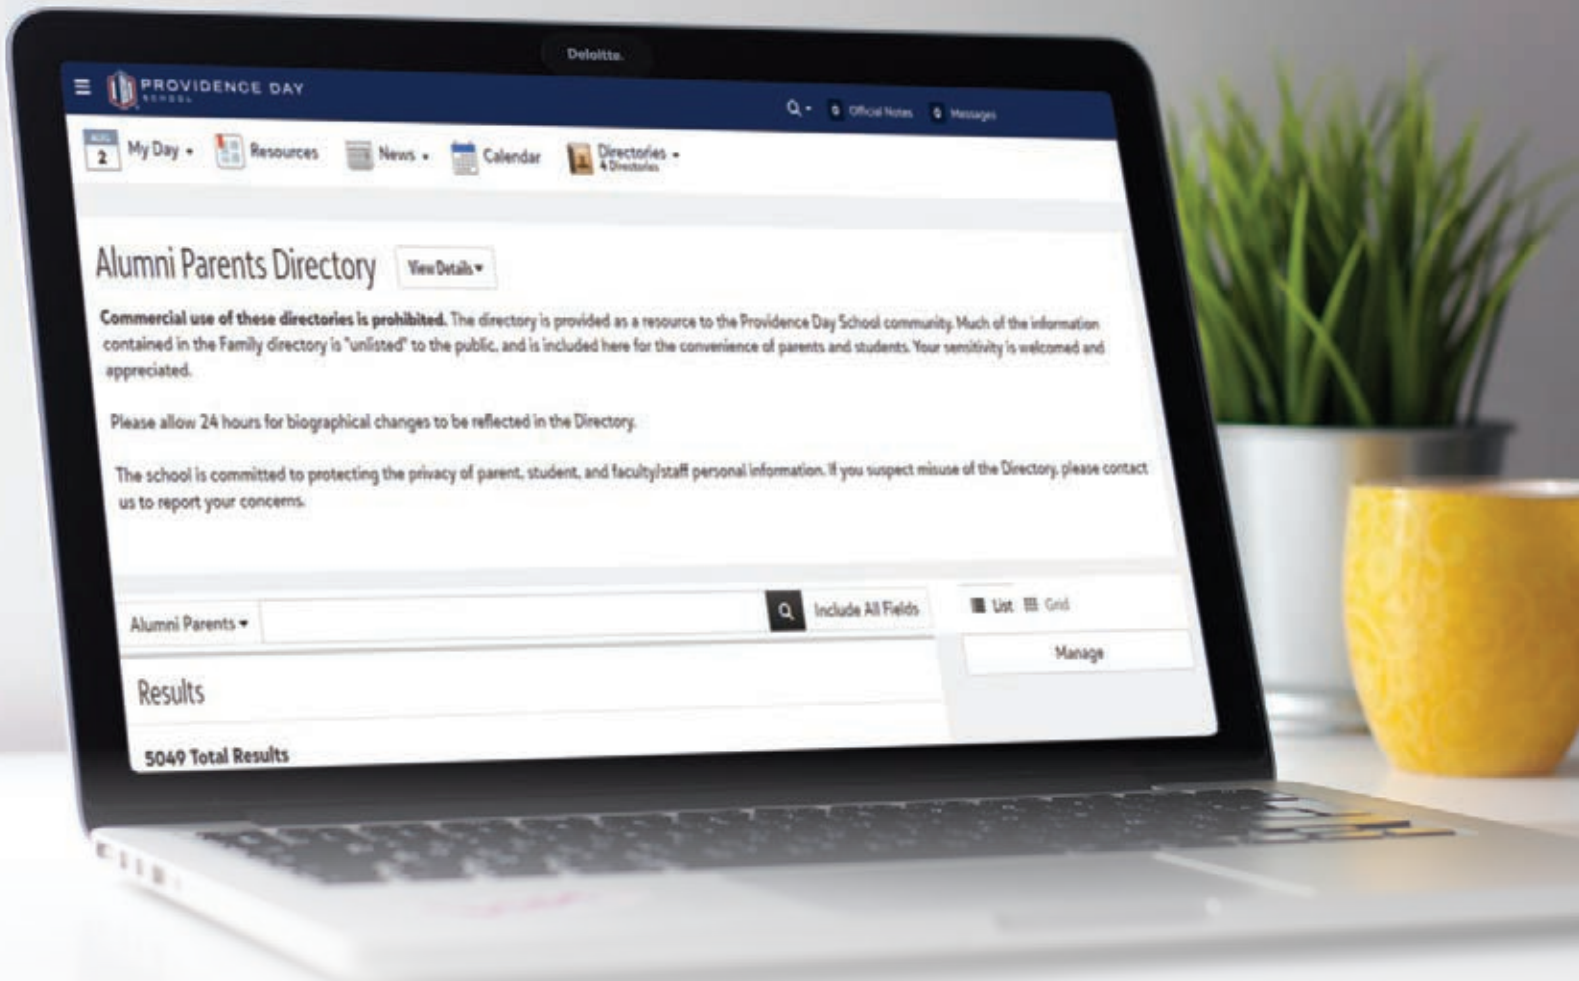 Deloitte.
PROVIDENCE DAY
SCHOOL
Official Notes
Messages
AUG
2
My Day
Resources
News
Calendar
Directories
4 Directories
Alumni Parents Directory
View Details
Commercial use of these directories is prohibited. The directory is provided as a resource to the Providence Day School community. Much of the information
contained in the Family directory is "unlisted" to the public, and is included here for the convenience of parents and students. Your sensitivity is welcomed and
appreciated.
Please allow 24 hours for biographical changes to be reflected in the Directory.
The school is committed to protecting the privacy of parent, student, and faculty/staff personal information. If you suspect misuse of the Directory, please contact
us to report your concerns.
Alumni Parents
Include All Fields
List
Grid
Manage
Results
5049 Total Results